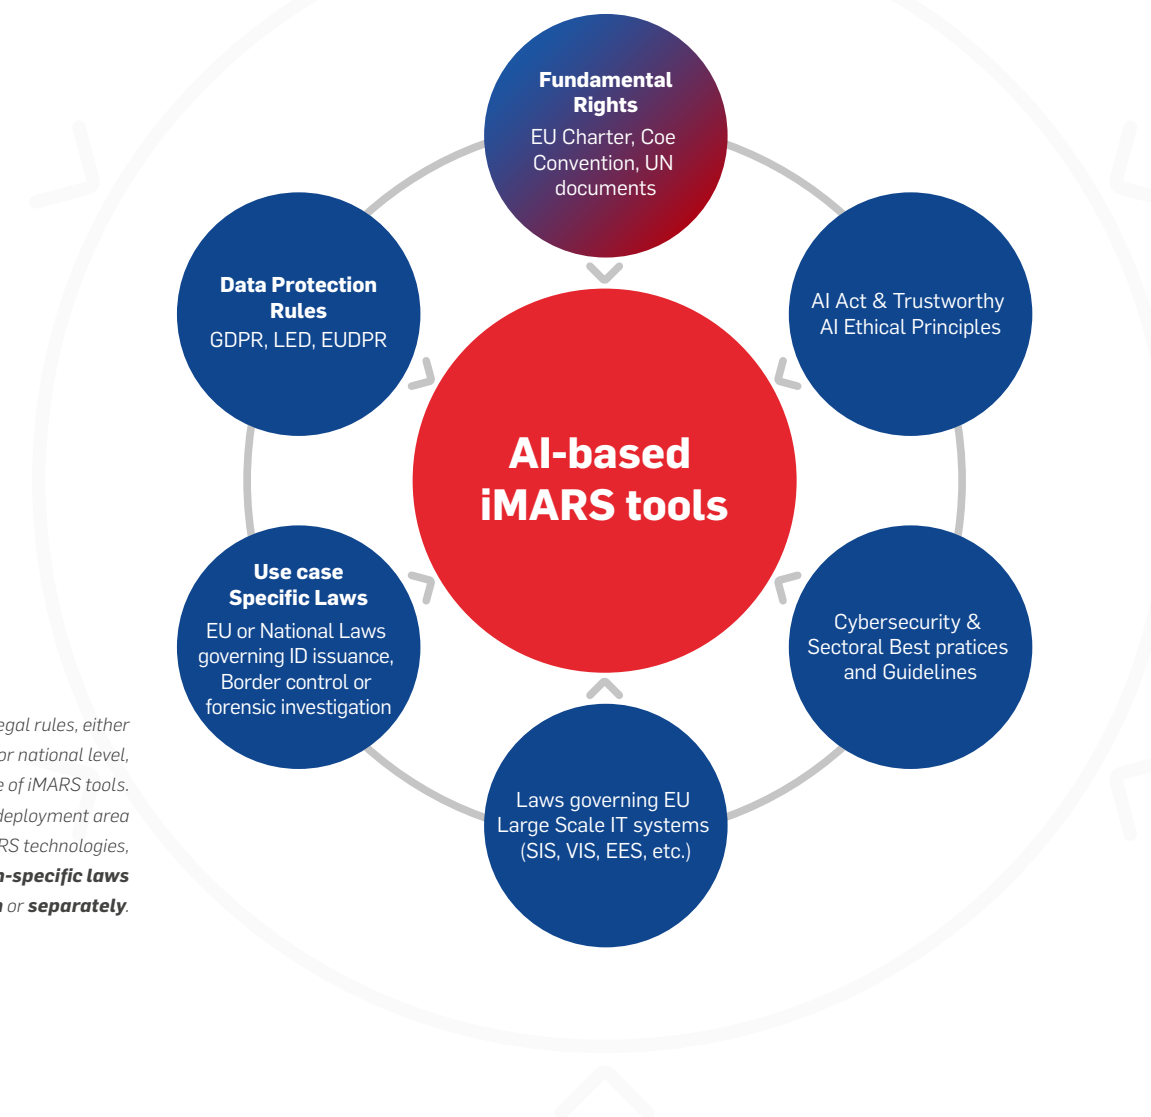 Fundamental
Rights
EU Charter, Coe
Convention, UN
documents
Data Protection
Rules
GDPR, LED, EUDPR
AI Act & Trustworthy
AI Ethical Principles
AI-based
iMARS tools
Use case
Specific Laws
EU or National Laws
governing ID issuance,
Border control or
forensic investigation
Cybersecurity &
Sectoral Best pratices
and Guidelines
Laws governing EU
Large Scale IT systems
(SIS, VIS, EES, etc.)
egal rules, either
or national level,
e of iMARS tools.
deployment area
RS technologies,
n-specific laws
or separately.